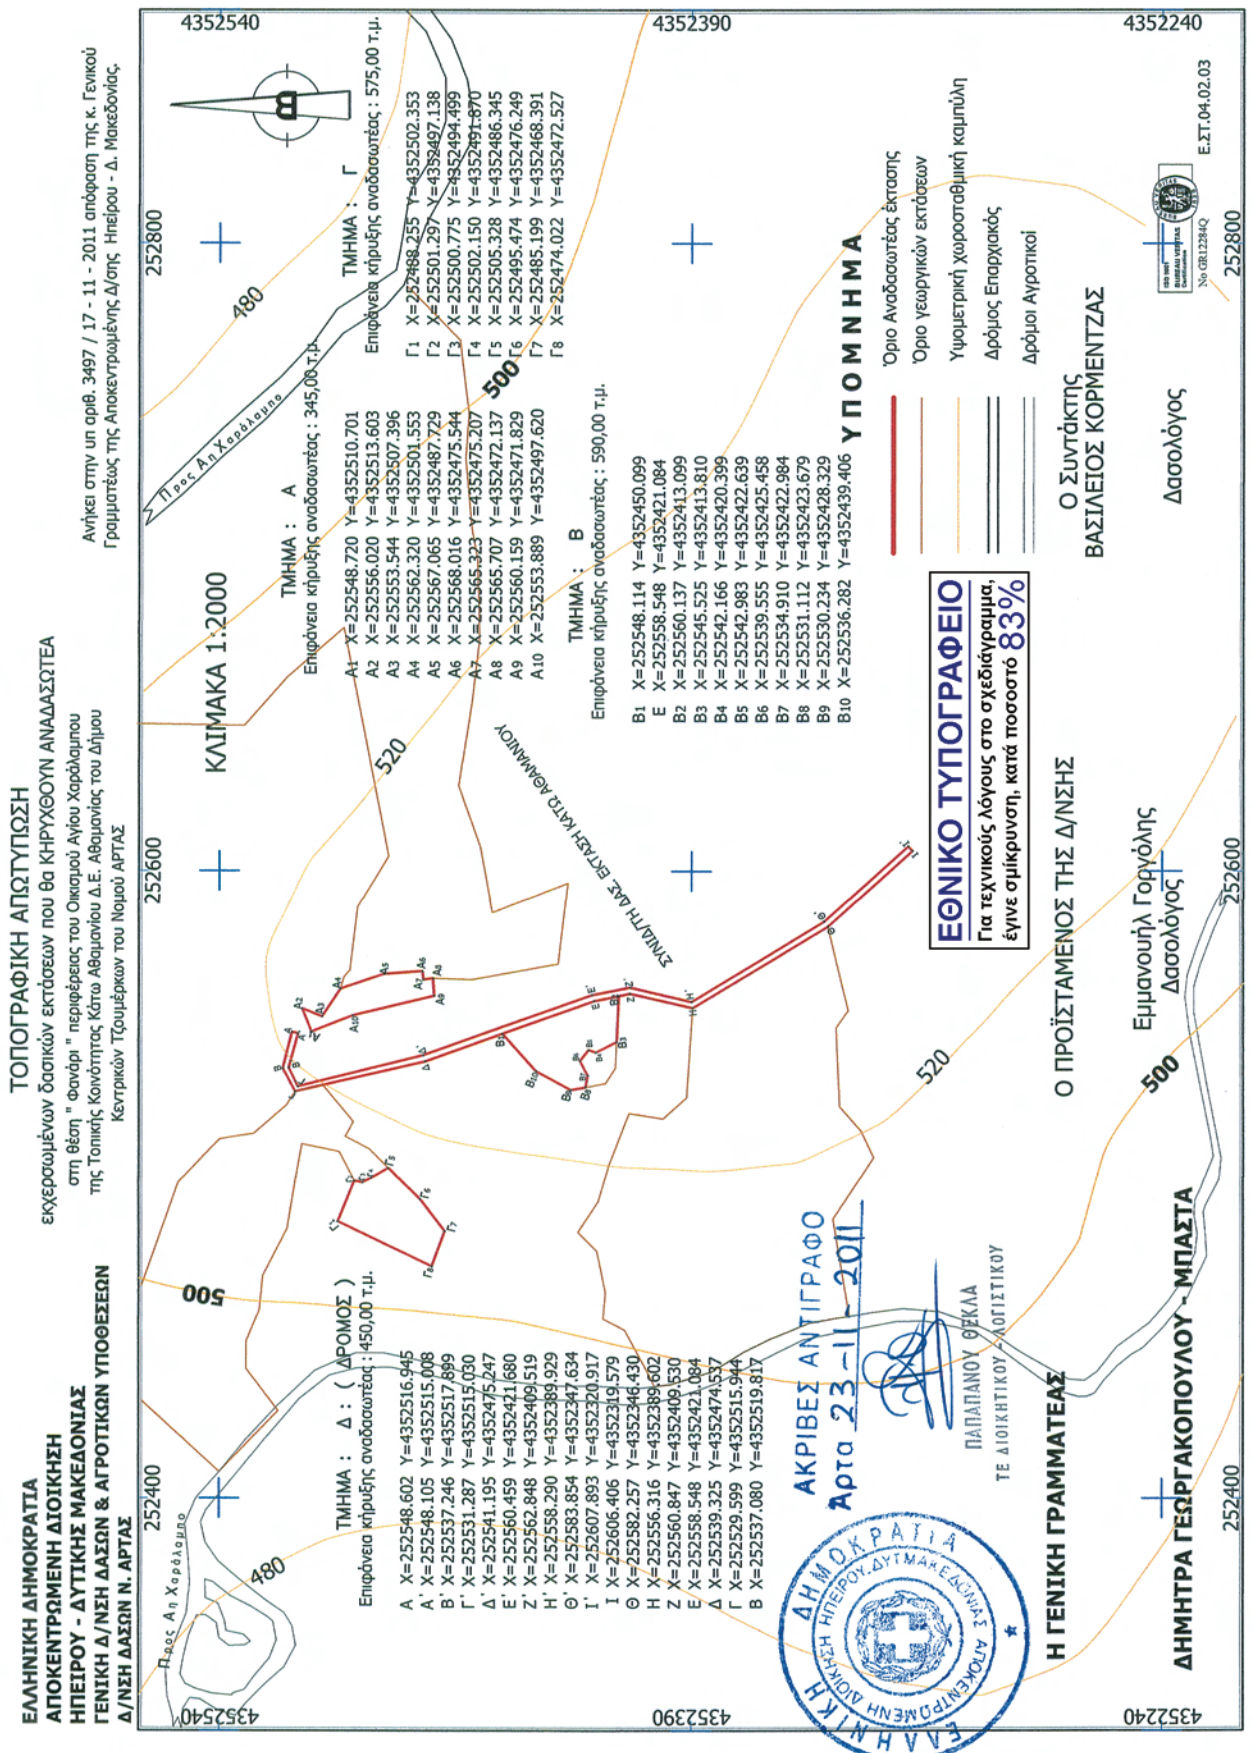 ΕΛΛΗΝΙΚΗ ΔΗΜΟΚΡΑΤΙΑ
ΑΠΟΚΕΝΤΡΩΜΕΝΗ ΔΙΟΙΚΗΣΗ
ΗΠΕΙΡΟΥ - ΔΥΤΙΚΗΣ ΜΑΚΕΔΟΝΙΑΣ
ΓΕΝΙΚΗ Δ/ΝΣΗ ΔΑΣΩΝ & ΑΓΡΟΤΙΚΩΝ ΥΠΟΘΕΣΕΩΝ
Δ/ΝΣΗ ΔΑΣΩΝ Ν. ΑΡΤΑΣ
ΤΟΠΟΓΡΑΦΙΚΗ ΑΠΟΤΥΠΩΣΗ
εκχερσωμένων δασικών εκτάσεων που θα ΚΗΡΥΧΘΟΥΝ ΑΝΑΔΑΣΩΤΕΑ
στη θέση " Φανάρι " περιφέρειας του Οικισμού Αγίου Χαράλαμπου
της Τοπικής Κοινότητας Κάτω Αθαμανίου Δ.Ε. Αθαμανίας του Δήμου
Κεντρικών Τζουμέρκων του Νομού ΑΡΤΑΣ
Ανήκει στην υπ αριθ. 3497 / 17 - 11 - 2011 απόφαση της κ. Γενικού
Γραμματέως της Αποκεντρωμένης Δ/σης Ηπείρου - Δ. Μακεδονίας.
ΚΛΙΜΑΚΑ 1:2000
252400
252600
252800
4352540
4352540
4352390
4352390
4352240
4352240
252400
252600
252800
Β
Προς Αη Χαράλαμπο
Προς Αη Χαράλαμπο
480
480
500
500
500
520
520
ΣΥΝΙΔ/ΤΗ ΔΑΣ. ΕΚΤΑΣΗ ΚΑΤΩ ΑΘΑΜΑΝΙΟΥ
ΤΜΗΜΑ : Α
Επιφάνεια κήρυξης αναδασωτέας : 345,00 τ.μ.
Α1 Χ=252548.720 Υ=4352510.701
Α2 Χ=252556.020 Υ=4352513.603
Α3 Χ=252553.544 Υ=4352507.396
Α4 Χ=252562.320 Υ=4352501.553
Α5 Χ=252567.065 Υ=4352487.729
Α6 Χ=252568.016 Υ=4352475.544
Α7 Χ=252565.323 Υ=4352475.207
Α8 Χ=252565.707 Υ=4352472.137
Α9 Χ=252560.159 Υ=4352471.829
Α10 Χ=252553.889 Υ=4352497.620
ΤΜΗΜΑ : Γ
Επιφάνεια κήρυξης αναδασωτέας : 575,00 τ.μ.
Γ1 Χ=252488.255 Υ=4352502.353
Γ2 Χ=252501.297 Υ=4352497.138
Γ3 Χ=252500.775 Υ=4352494.499
Γ4 Χ=252502.150 Υ=4352491.870
Γ5 Χ=252505.328 Υ=4352486.345
Γ6 Χ=252495.474 Υ=4352476.249
Γ7 Χ=252485.199 Υ=4352468.391
Γ8 Χ=252474.022 Υ=4352472.527
ΤΜΗΜΑ : Β
Επιφάνεια κήρυξης αναδασωτέας : 590,00 τ.μ.
Β1 Χ=252548.114 Υ=4352450.099
Ε Χ=252558.548 Υ=4352421.084
Β2 Χ=252560.137 Υ=4352413.099
Β3 Χ=252545.525 Υ=4352413.810
Β4 Χ=252542.166 Υ=4352420.399
Β5 Χ=252542.983 Υ=4352422.639
Β6 Χ=252539.555 Υ=4352425.458
Β7 Χ=252534.910 Υ=4352422.984
Β8 Χ=252531.112 Υ=4352423.679
Β9 Χ=252530.234 Υ=4352428.329
Β10 Χ=252536.282 Υ=4352439.406
ΤΜΗΜΑ : Δ : ( ΔΡΟΜΟΣ )
Επιφάνεια κήρυξης αναδασωτέας : 450,00 τ.μ.
Α Χ=252548.602 Υ=4352516.945
Α' Χ=252548.105 Υ=4352515.008
Β' Χ=252537.246 Υ=4352517.899
Γ' Χ=252531.287 Υ=4352515.030
Δ' Χ=252541.195 Υ=4352475.247
Ε' Χ=252560.459 Υ=4352421.680
Ζ' Χ=252562.848 Υ=4352409.519
Η' Χ=252558.290 Υ=4352389.929
Θ' Χ=252583.854 Υ=4352347.634
Ι' Χ=252607.893 Υ=4352320.917
Ι Χ=252606.406 Υ=4352319.579
Θ Χ=252582.257 Υ=4352346.430
Η Χ=252556.316 Υ=4352389.602
Ζ Χ=252560.847 Υ=4352409.530
Ε Χ=252558.548 Υ=4352421.084
Δ Χ=252539.325 Υ=4352474.537
Γ Χ=252529.599 Υ=4352515.944
Β Χ=252537.080 Υ=4352519.817
ΥΠΟΜΝΗΜΑ
Όριο Αναδασωτέας έκτασης
Όριο γεωργικών εκτάσεων
Υψομετρική χωροσταθμική καμπύλη
Δρόμος Επαρχιακός
Δρόμοι Αγροτικοί
ΕΘΝΙΚΟ ΤΥΠΟΓΡΑΦΕΙΟ
Για τεχνικούς λόγους στο σχεδιάγραμμα,
έγινε σμίκρυνση, κατά ποσοστό 83%
ΑΚΡΙΒΕΣ ΑΝΤΙΓΡΑΦΟ
Άρτα 23-11-2011
ΠΑΠΑΠΑΝΟΥ ΘΕΚΛΑ
ΤΕ ΔΙΟΙΚΗΤΙΚΟΥ - ΛΟΓΙΣΤΙΚΟΥ
ΕΛΛΗΝΙΚΗ ΔΗΜΟΚΡΑΤΙΑ
Η ΓΕΝΙΚΗ ΓΡΑΜΜΑΤΕΑΣ
ΔΗΜΗΤΡΑ ΓΕΩΡΓΑΚΟΠΟΥΛΟΥ - ΜΠΑΣΤΑ
Ο ΠΡΟΪΣΤΑΜΕΝΟΣ ΤΗΣ Δ/ΝΣΗΣ
Εμμανουήλ Γοργόλης
Δασολόγος
Ο Συντάκτης
ΒΑΣΙΛΕΙΟΣ ΚΟΡΜΕΝΤΖΑΣ
Δασολόγος
ISO 9001
BUREAU VERITAS
Certification
No GR12284Q
Ε.ΣΤ.04.02.03